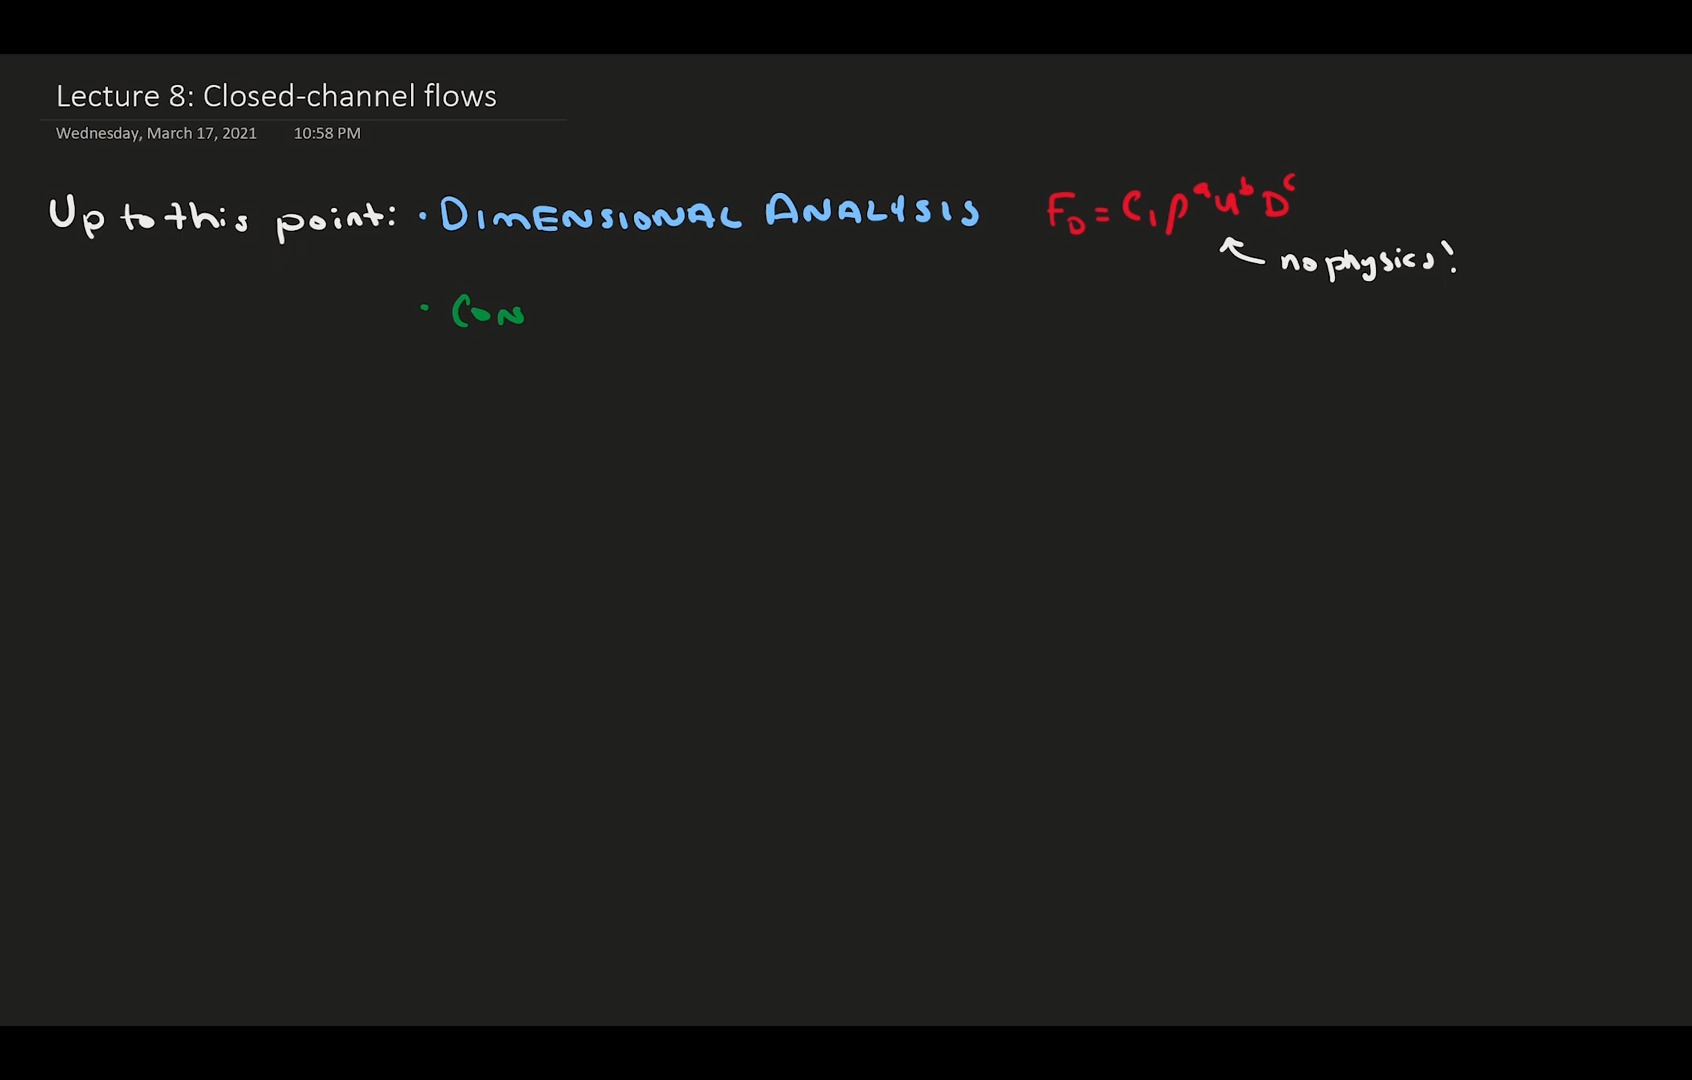 Lecture 8: Closed-channel flows
Wednesday, March 17, 2021 10:58 PM
Up to this point: · DIMENSIONAL ANALYSIS F_D = C_1 ρ^a u^b D^c
no physics!
· CON